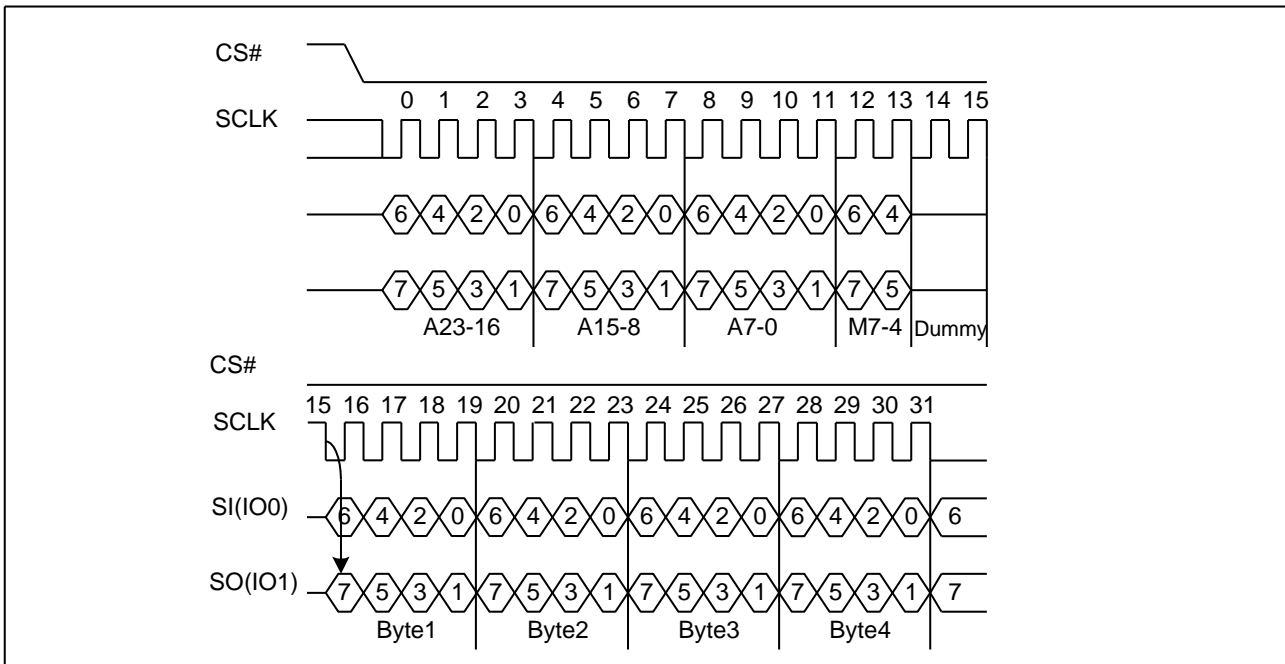 CS#
0 1 2 3 4 5 6 7 8 9 10 11 12 13 14 15
SCLK
6 4 2 0 6 4 2 0 6 4 2 0 6 4
7 5 3 1 7 5 3 1 7 5 3 1 7 5
A23-16 A15-8 A7-0 M7-4 Dummy
CS#
15 16 17 18 19 20 21 22 23 24 25 26 27 28 29 30 31
SCLK
SI(IO0) 6 4 2 0 6 4 2 0 6 4 2 0 6 4 2 0 6
SO(IO1) 7 5 3 1 7 5 3 1 7 5 3 1 7 5 3 1 7
Byte1 Byte2 Byte3 Byte4